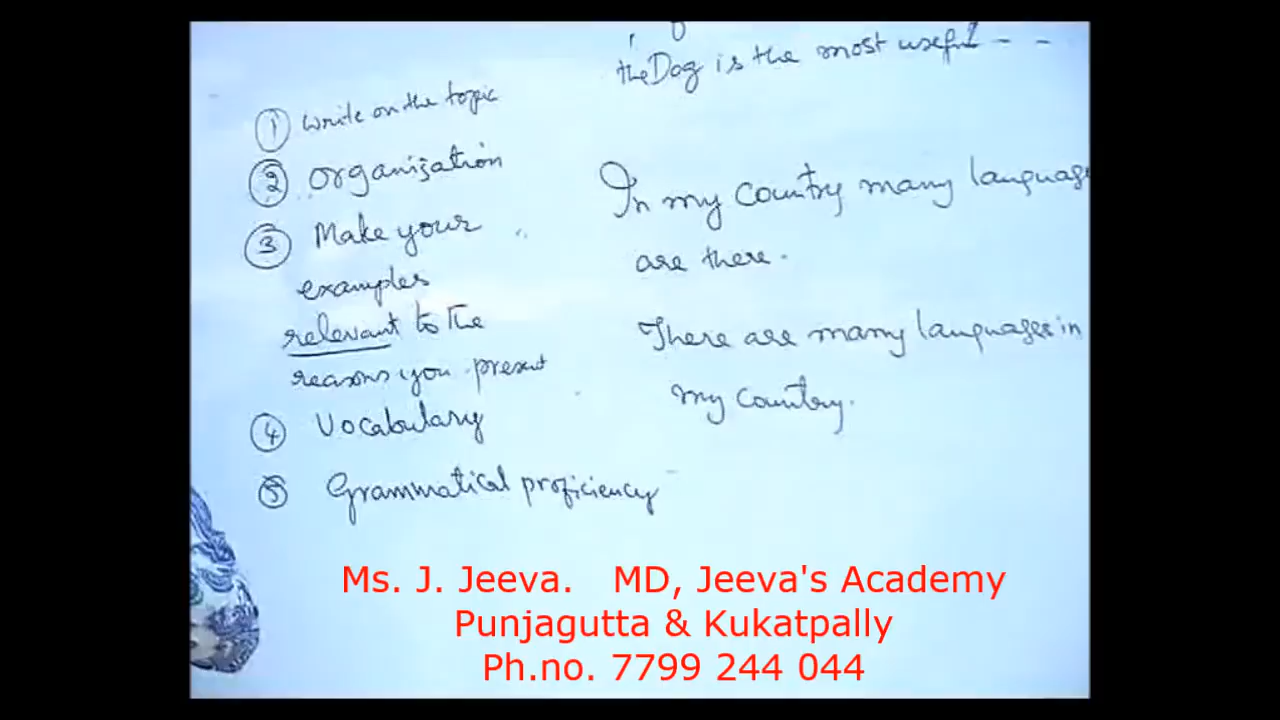 the Dog is the most useful - -
① write on the topic
② organization
③ Make your
examples
relevant to the
reasons you present
④ Vocabulary
⑤ Grammatical proficiency
In my country many language
are there.
There are many languages in
my country.
Ms. J. Jeeva. MD, Jeeva's Academy
Punjagutta & Kukatpally
Ph.no. 7799 244 044